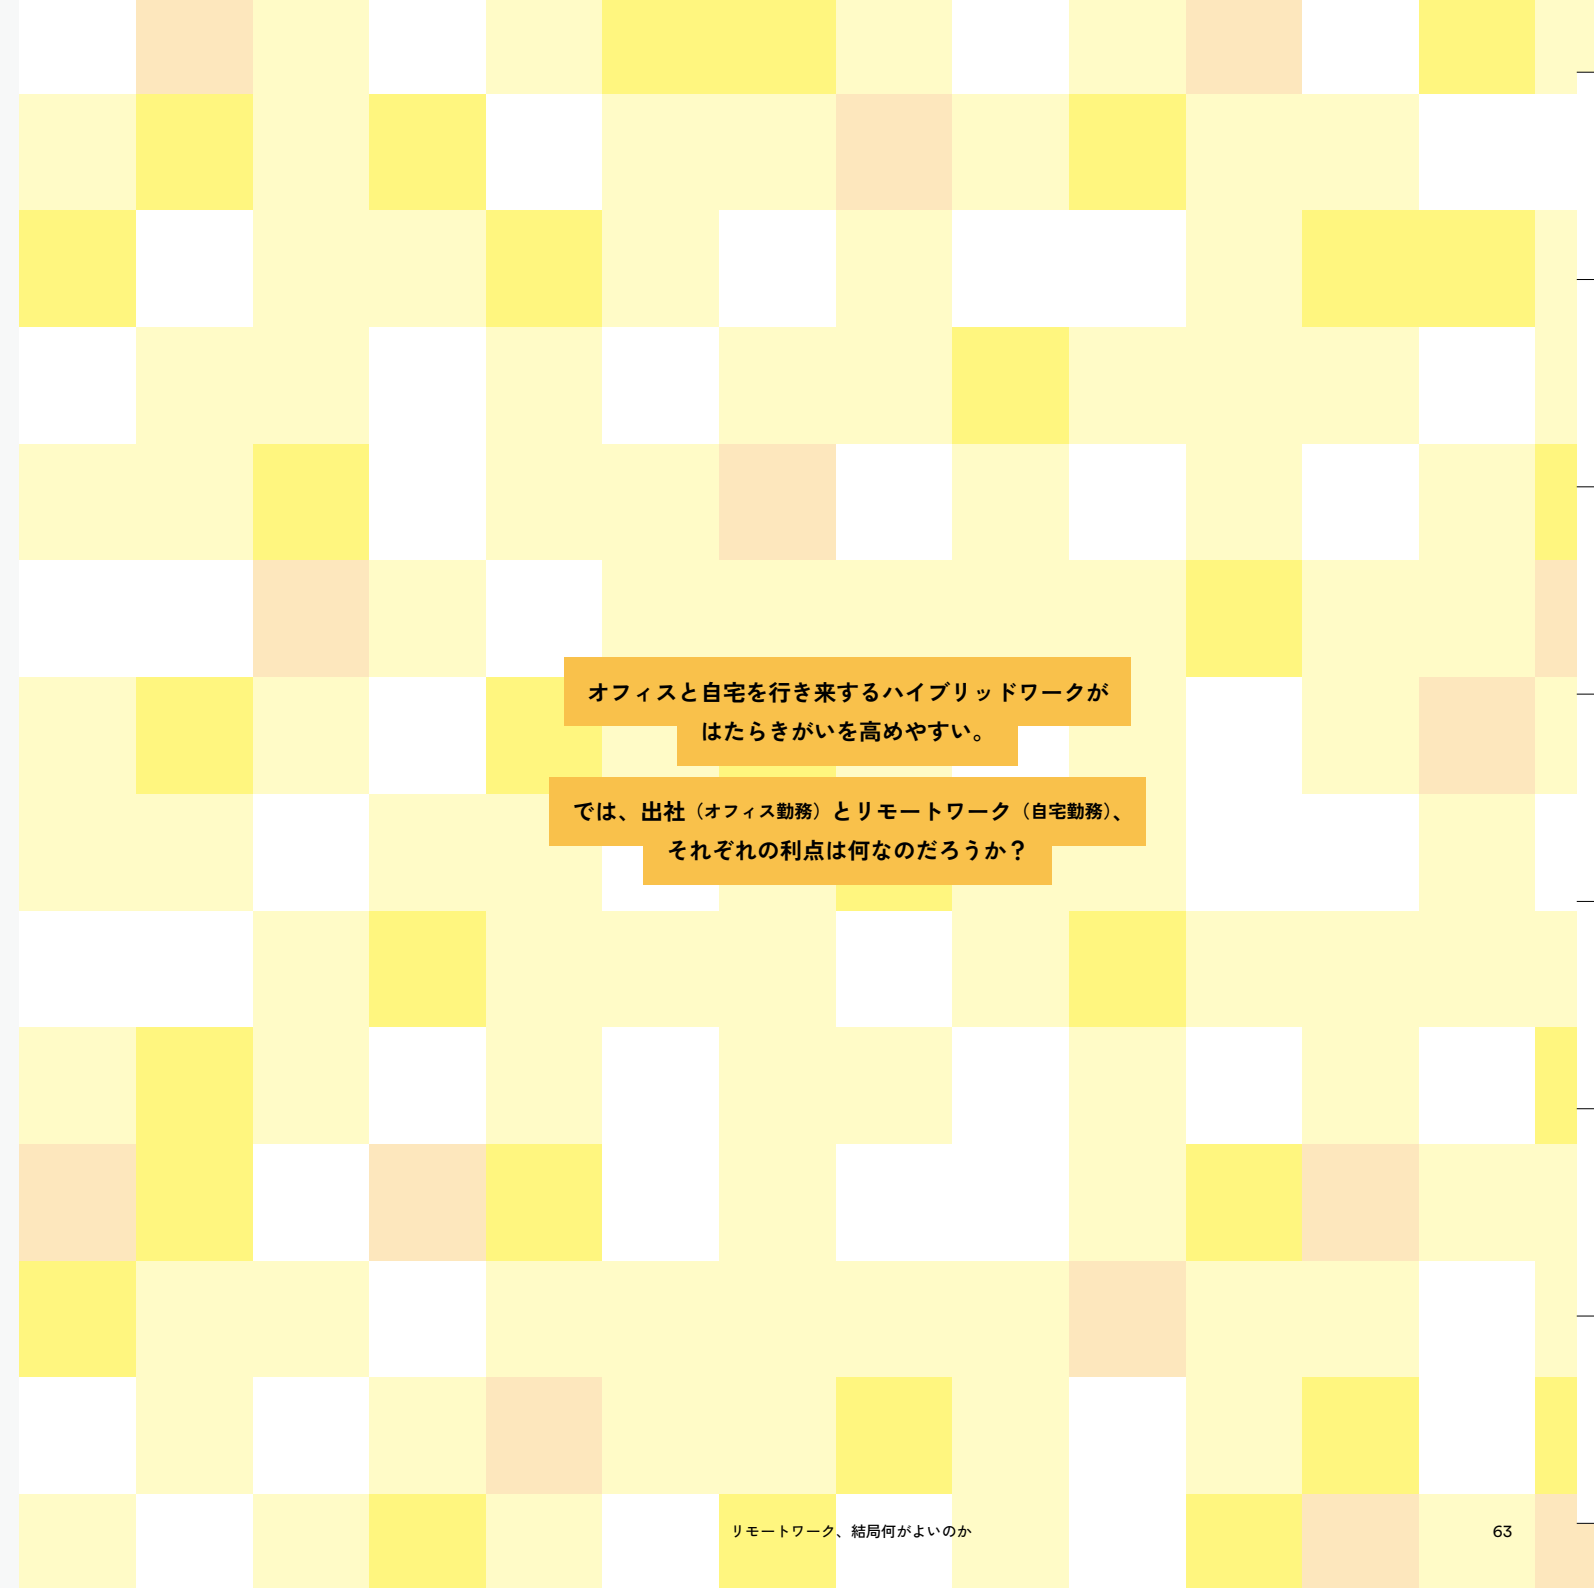 オフィスと自宅を行き来するハイブリッドワークが
はたらきがいを高めやすい。
では、出社（オフィス勤務）とリモートワーク（自宅勤務）、
それぞれの利点は何なのだろうか？
リモートワーク、結局何がよいのか
63